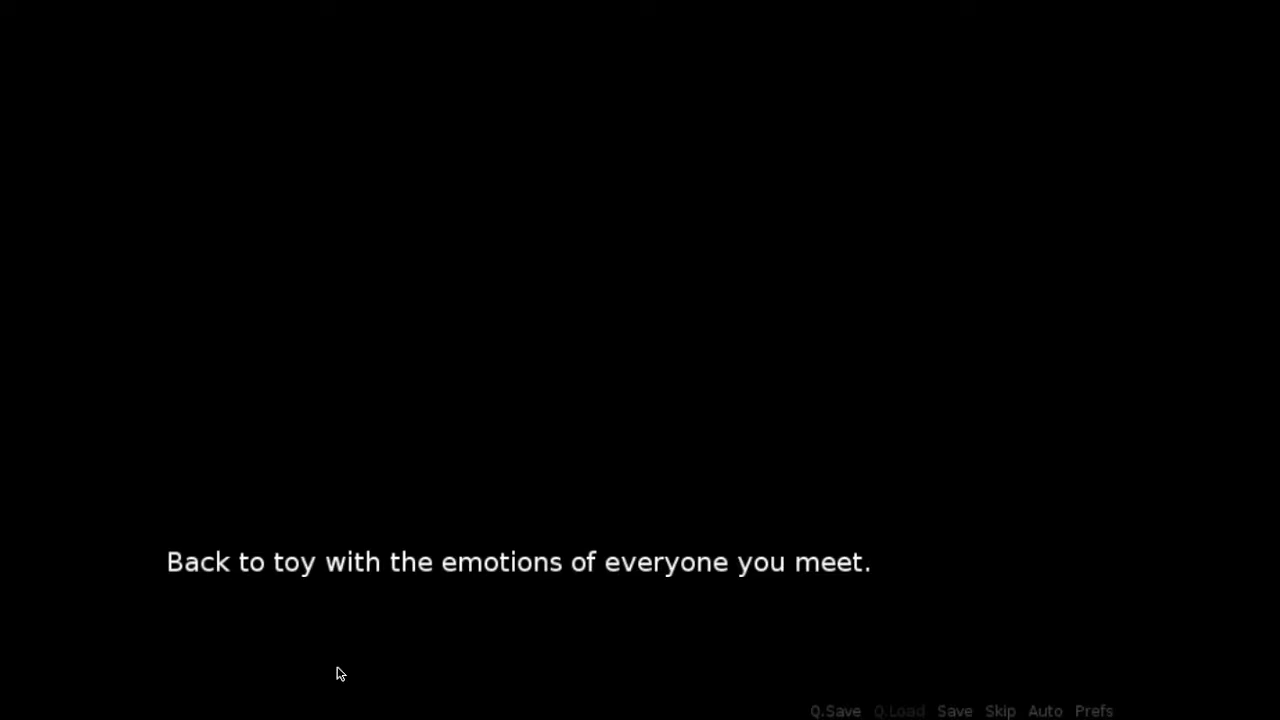 Back to toy with the emotions of everyone you meet.
Q.Save Q.Load Save Skip Auto Prefs